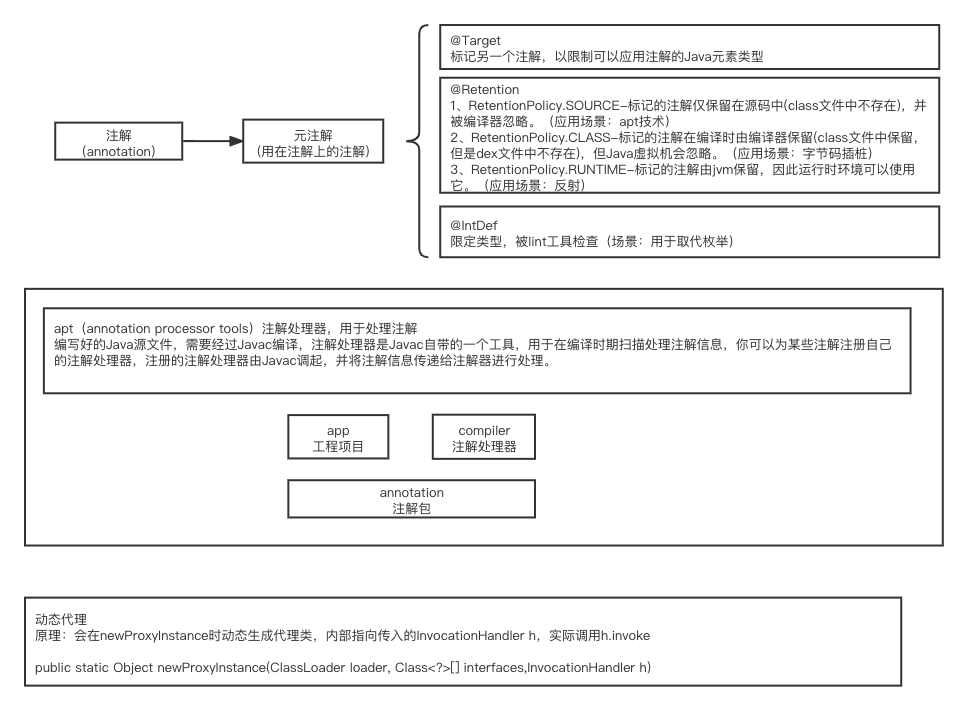 注解
(annotation)
元注解
(用在注解上的注解)
@Target
标记另一个注解，以限制可以应用注解的Java元素类型
@Retention
1、RetentionPolicy.SOURCE-标记的注解仅保留在源码中(class文件中不存在)，并
被编译器忽略。（应用场景：apt技术）
2、RetentionPolicy.CLASS-标记的注解在编译时由编译器保留(class文件中保留，
但是dex文件中不存在)，但Java虚拟机会忽略。（应用场景：字节码插桩）
3、RetentionPolicy.RUNTIME-标记的注解由jvm保留，因此运行时环境可以使用
它。（应用场景：反射）
@IntDef
限定类型，被lint工具检查（场景：用于取代枚举）
apt（annotation processor tools）注解处理器，用于处理注解
编写好的Java源文件，需要经过Javac编译，注解处理器是Javac自带的一个工具，用于在编译时期扫描处理注解信息，你可以为某些注解注册自己
的注解处理器，注册的注解处理器由Javac调起，并将注解信息传递给注解器进行处理。
app
工程项目
compiler
注解处理器
annotation
注解包
动态代理
原理：会在newProxyInstance时动态生成代理类，内部指向传入的InvocationHandler h，实际调用h.invoke
public static Object newProxyInstance(ClassLoader loader, Class<?>[] interfaces,InvocationHandler h)